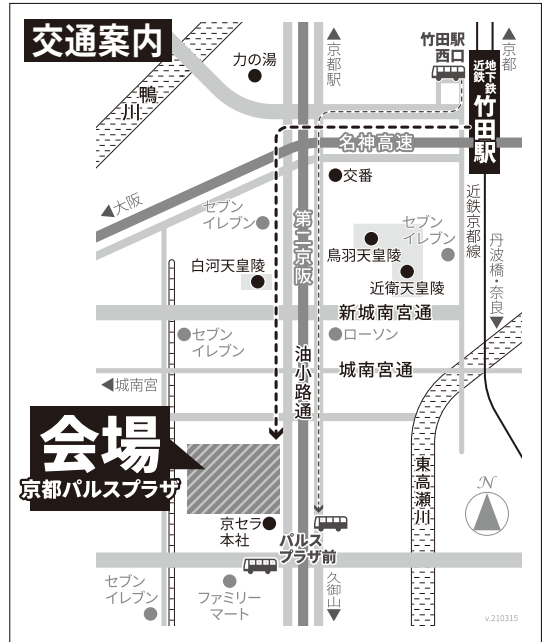 交通案内
力の湯
▲京都駅
竹田駅
西口
▲京都
地下鉄
近鉄
竹田駅
鴨川
名神高速
◀大阪
交番
セブン
イレブン
第二京阪
鳥羽天皇陵
セブン
イレブン
近鉄京都線
丹波橋・奈良▼
白河天皇陵
近衛天皇陵
新城南宮通
セブン
イレブン
ローソン
油小路通
城南宮通
◀城南宮
会場
京都パルスプラザ
東高瀬川
N
京セラ
本社
パルス
プラザ前
セブン
イレブン
ファミリー
マート
久御山▼
v.210315